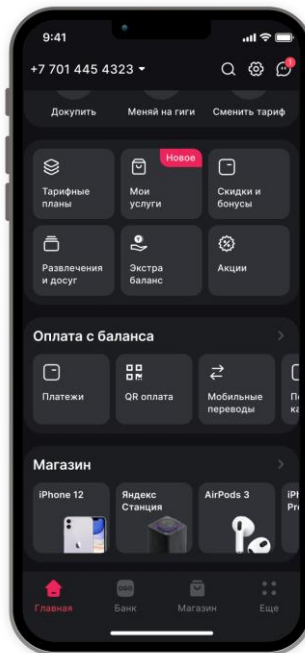 9:41
+7 701 445 4323
Докупить
Меняй на гиги
Сменить тариф
Новое
Тарифные
планы
Мои
услуги
Скидки и
бонусы
Развлечения
и досуг
Экстра
баланс
Акции
Оплата с баланса
Платежи
QR оплата
Мобильные
переводы
Магазин
iPhone 12
Яндекс
Станция
AirPods 3
Главная
Банк
Магазин
Еще